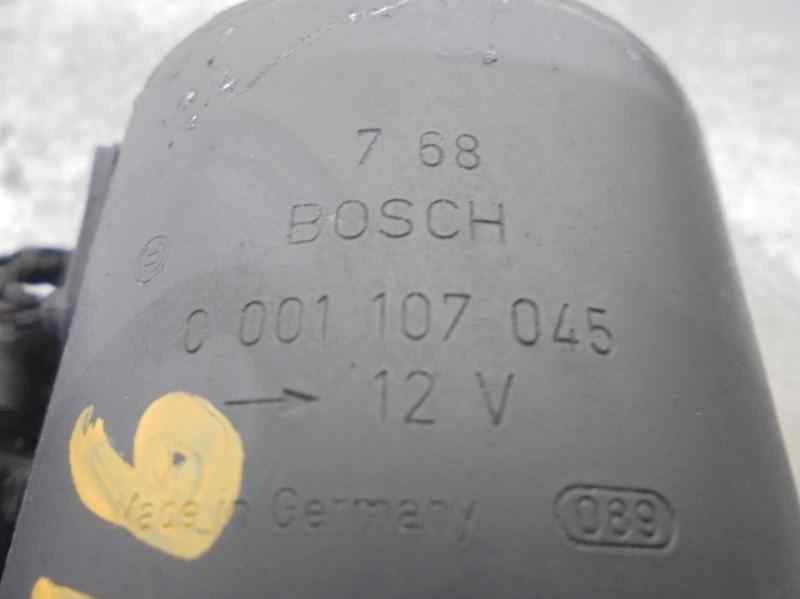 7 68
BOSCH
0 001 107 045
→ 12 V
Made in Germany 089